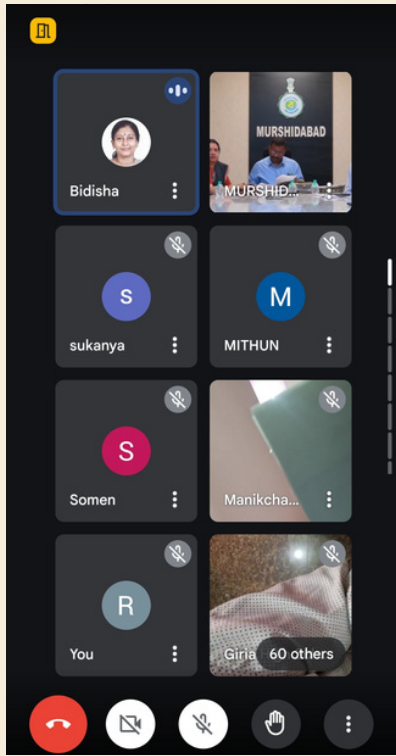 MURSHIDABAD
Bidisha
MURSHID...
s
M
sukanya
MITHUN
S
Somen
Manikcha...
R
You
Giria
60 others